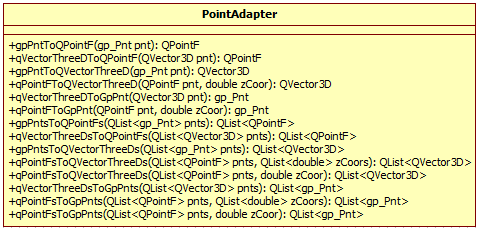 PointAdapter
+gpPntToQPointF(gp_Pnt pnt): QPointF
+qVectorThreeDToQPointF(QVector3D pnt): QPointF
+gpPntToQVectorThreeD(gp_Pnt pnt): QVector3D
+qPointFToQVectorThreeD(QPointF pnt, double zCoor): QVector3D
+qVectorThreeDToGpPnt(QVector3D pnt): gp_Pnt
+qPointFToGpPnt(QPointF pnt, double zCoor): gp_Pnt
+gpPntsToQPointFs(QList<gp_Pnt> pnts): QList<QPointF>
+qVectorThreeDsToQPointFs(QList<QVector3D> pnts): QList<QPointF>
+gpPntsToQVectorThreeDs(QList<gp_Pnt> pnts): QList<QVector3D>
+qPointFsToQVectorThreeDs(QList<QPointF> pnts, QList<double> zCoors): QList<QVector3D>
+qPointFsToQVectorThreeDs(QList<QPointF> pnts, double zCoor): QList<QVector3D>
+qVectorThreeDsToGpPnts(QList<QVector3D> pnts): QList<gp_Pnt>
+qPointFsToGpPnts(QList<QPointF> pnts, QList<double> zCoors): QList<gp_Pnt>
+qPointFsToGpPnts(QList<QPointF> pnts, double zCoor): QList<gp_Pnt>